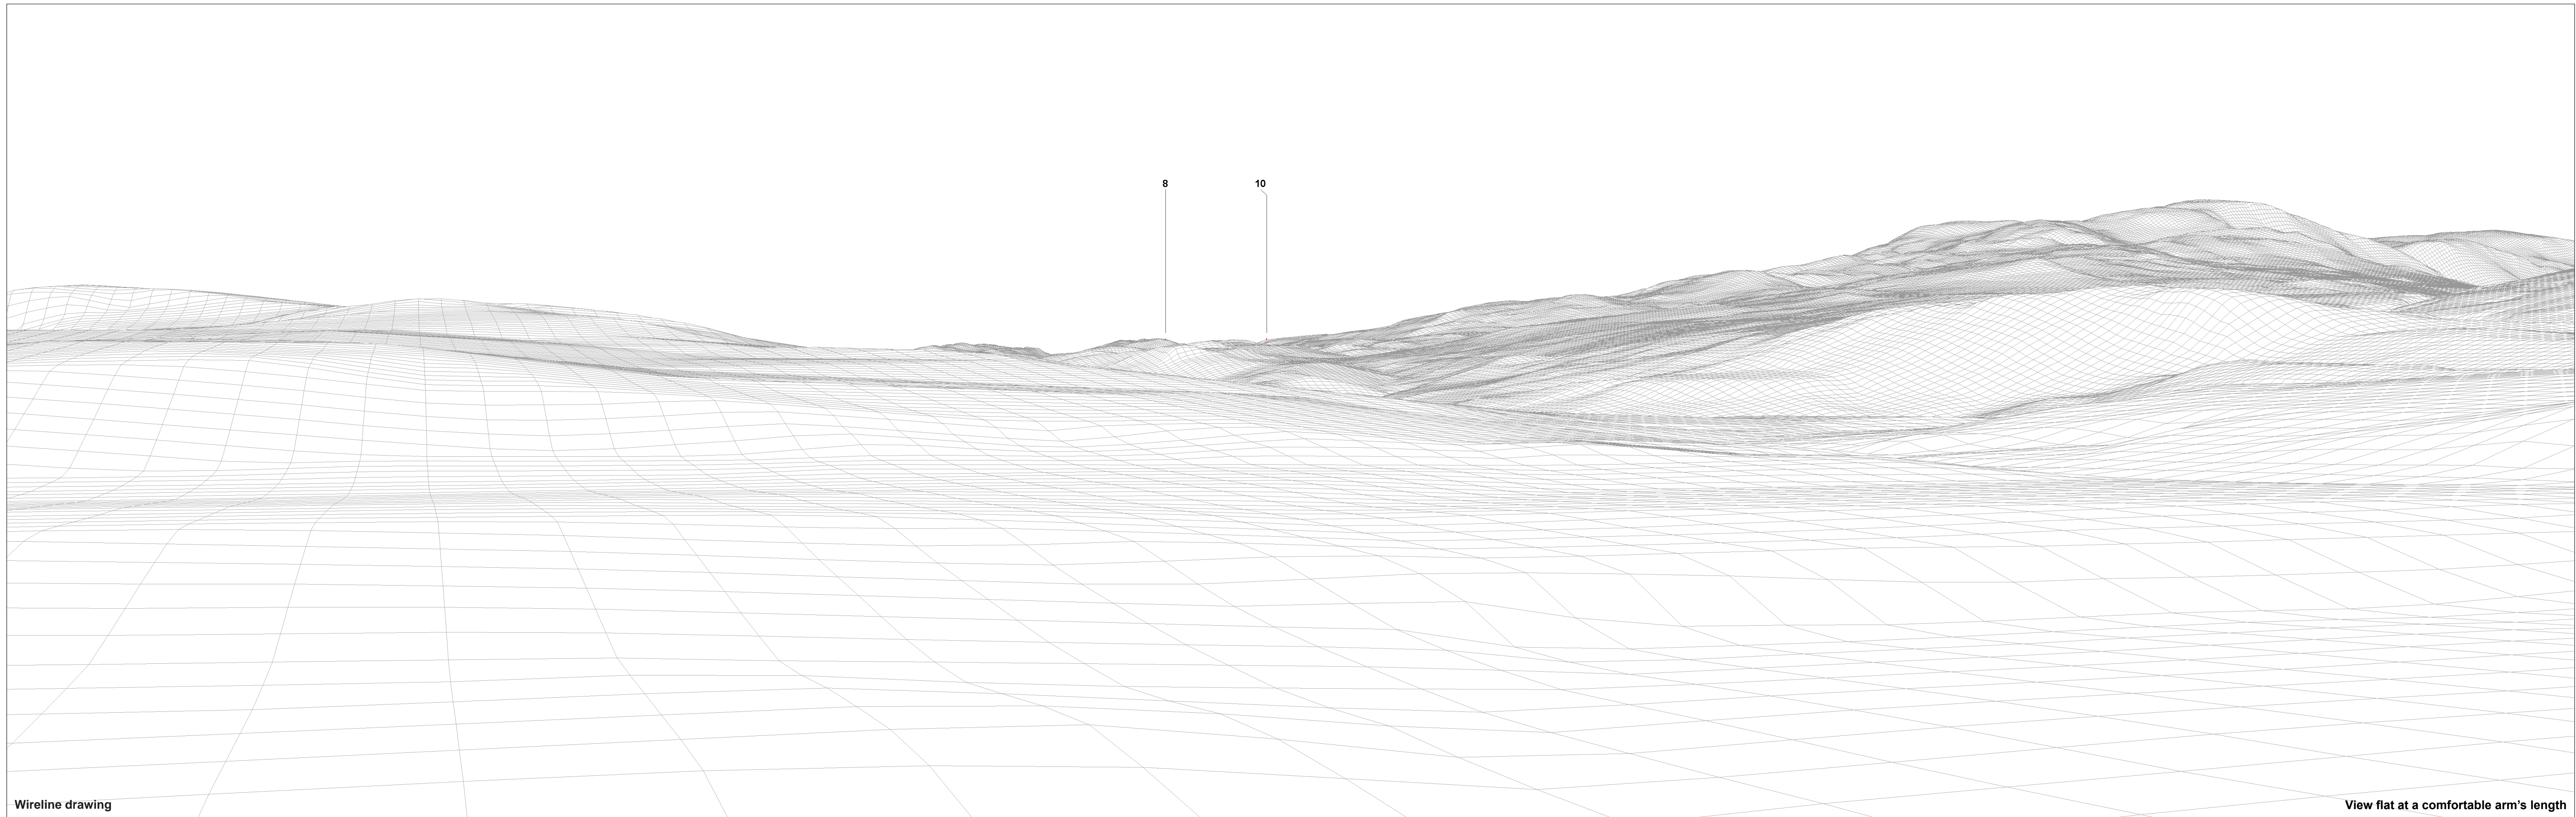 8
10
Wireline drawing
View flat at a comfortable arm’s length